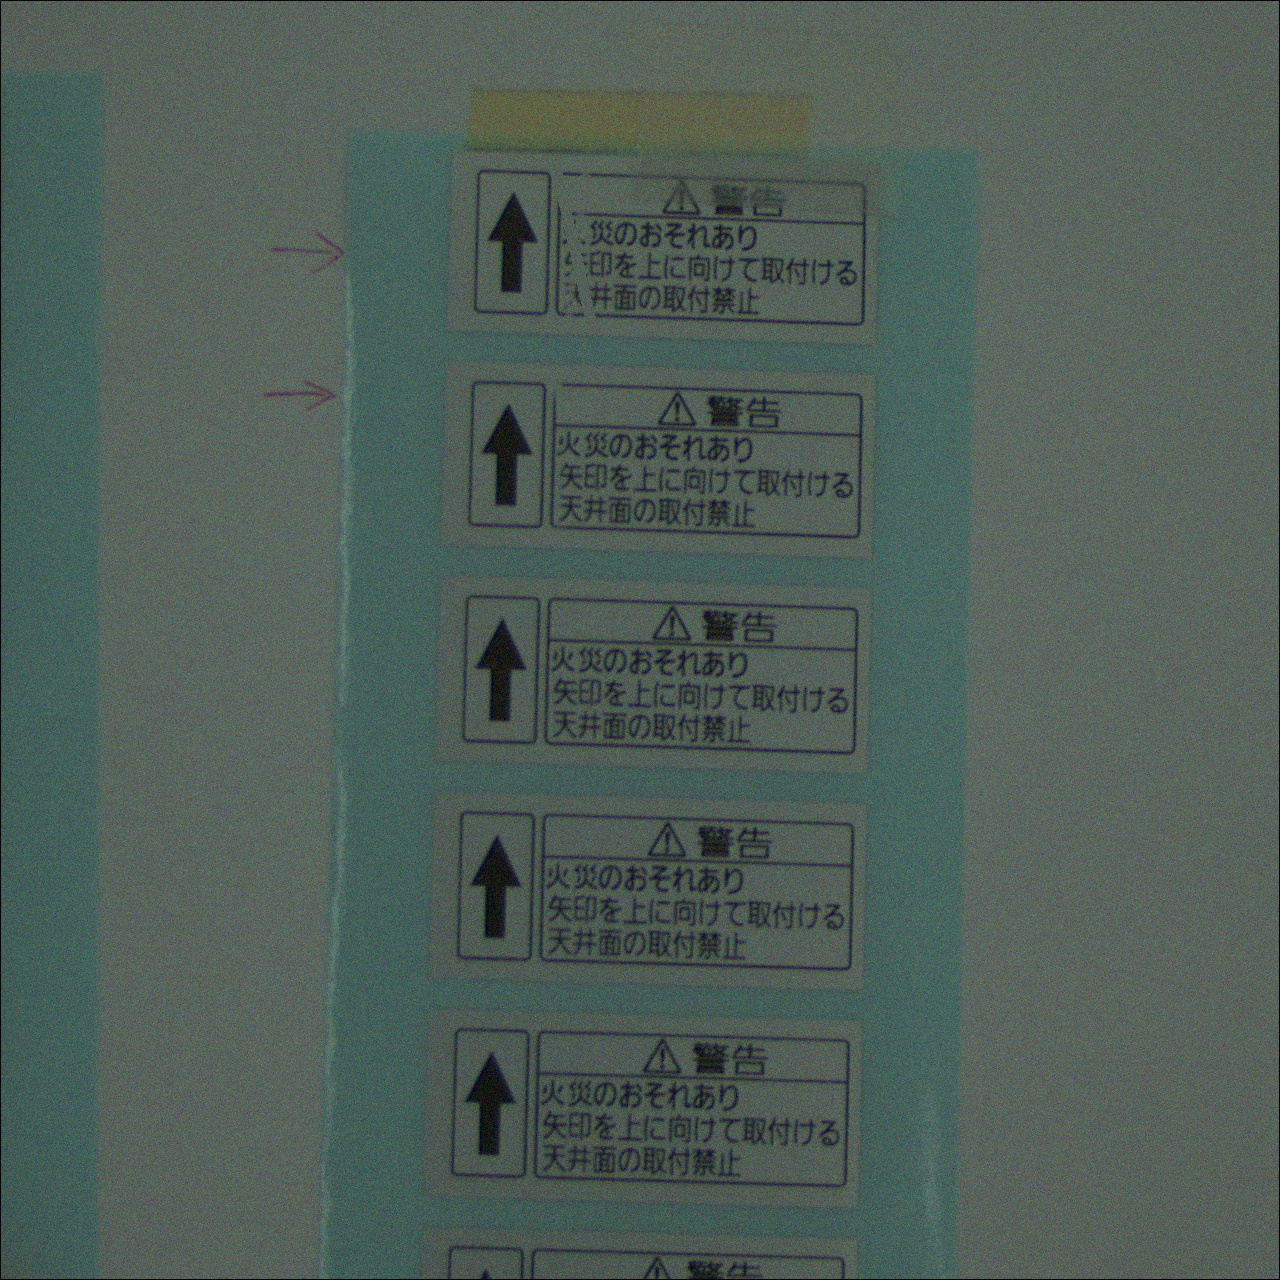 警告
災のおそれあり
印を上に向けて取付ける
井面の取付禁止
警告
火災のおそれあり
矢印を上に向けて取付ける
天井面の取付禁止
警告
火災のおそれあり
矢印を上に向けて取付ける
天井面の取付禁止
警告
火災のおそれあり
矢印を上に向けて取付ける
天井面の取付禁止
警告
火災のおそれあり
矢印を上に向けて取付ける
天井面の取付禁止
警告